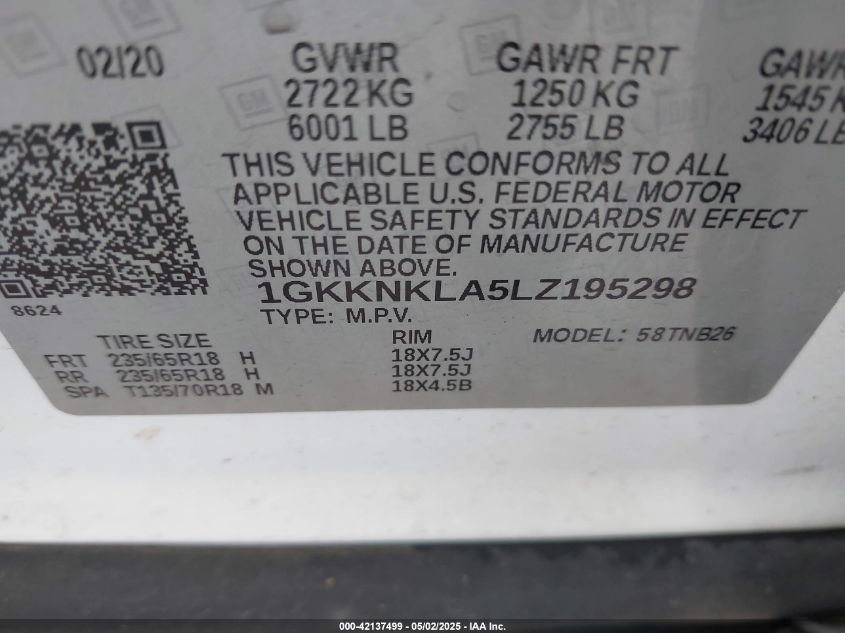 02/20 GVWR GAWR FRT GAWR
2722 KG 1250 KG 1545 K
6001 LB 2755 LB 3406 LB
THIS VEHICLE CONFORMS TO ALL
APPLICABLE U.S. FEDERAL MOTOR
VEHICLE SAFETY STANDARDS IN EFFECT
ON THE DATE OF MANUFACTURE
SHOWN ABOVE.
1GKKNKLA5LZ195298
8624
TYPE: M.P.V.
TIRE SIZE RIM MODEL: 58TNB26
FRT 235/65R18 H 18X7.5J
RR 235/65R18 H 18X7.5J
SPA T135/70R18 M 18X4.5B
000-42137499 - 05/02/2025 - IAA Inc.